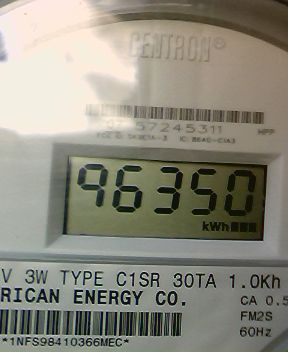 CENTRON®
57245311
HPP
96350
kWh
V 3W TYPE C1SR 30TA 1.0Kh
RICAN ENERGY CO.
CA 0.5
FM2S
60Hz
*1NFS98410366MEC*